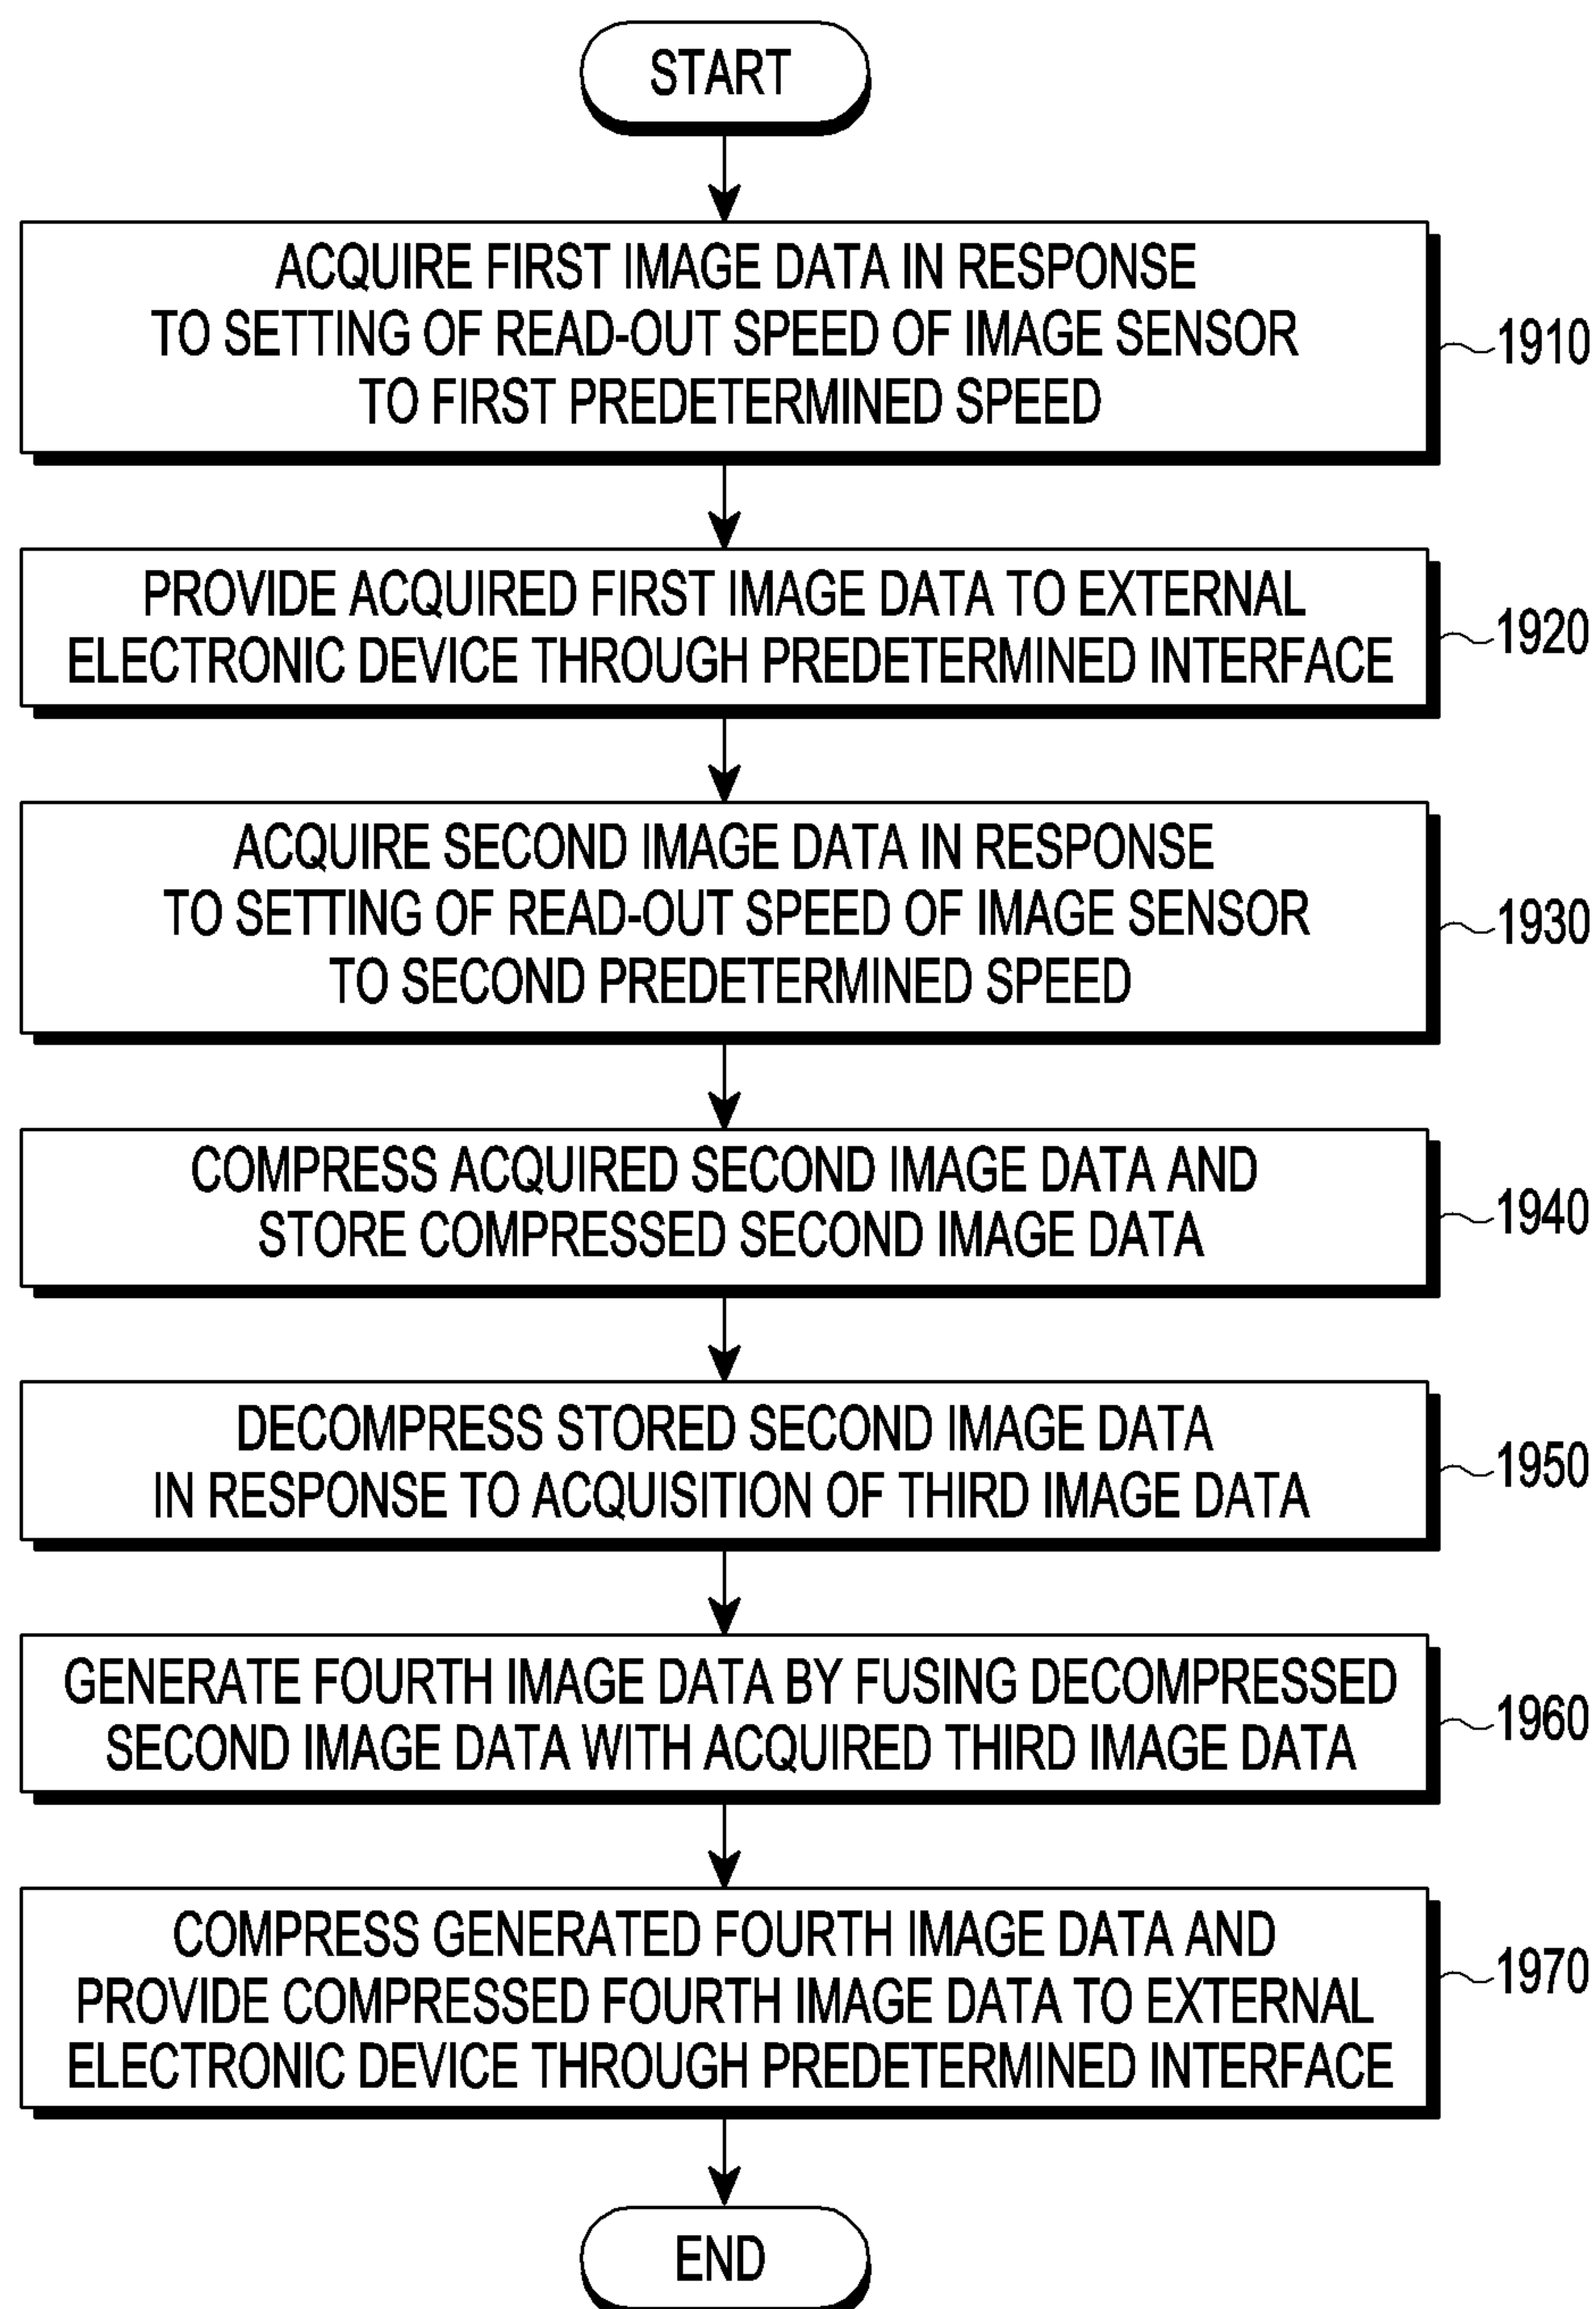 START
ACQUIRE FIRST IMAGE DATA IN RESPONSE
TO SETTING OF READ-OUT SPEED OF IMAGE SENSOR
TO FIRST PREDETERMINED SPEED
1910
PROVIDE ACQUIRED FIRST IMAGE DATA TO EXTERNAL
ELECTRONIC DEVICE THROUGH PREDETERMINED INTERFACE
1920
ACQUIRE SECOND IMAGE DATA IN RESPONSE
TO SETTING OF READ-OUT SPEED OF IMAGE SENSOR
TO SECOND PREDETERMINED SPEED
1930
COMPRESS ACQUIRED SECOND IMAGE DATA AND
STORE COMPRESSED SECOND IMAGE DATA
1940
DECOMPRESS STORED SECOND IMAGE DATA
IN RESPONSE TO ACQUISITION OF THIRD IMAGE DATA
1950
GENERATE FOURTH IMAGE DATA BY FUSING DECOMPRESSED
SECOND IMAGE DATA WITH ACQUIRED THIRD IMAGE DATA
1960
COMPRESS GENERATED FOURTH IMAGE DATA AND
PROVIDE COMPRESSED FOURTH IMAGE DATA TO EXTERNAL
ELECTRONIC DEVICE THROUGH PREDETERMINED INTERFACE
1970
END